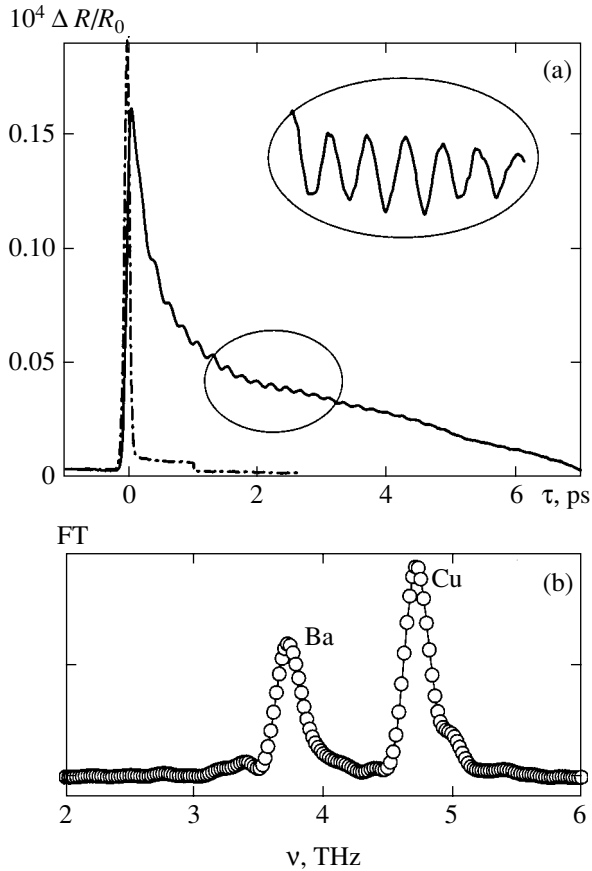 10⁴ Δ R/R₀
(a)
0.15
0.10
0.05
0
0 2 4 6 τ, ps
FT
(b)
Cu
Ba
2 3 4 5 6
ν, THz